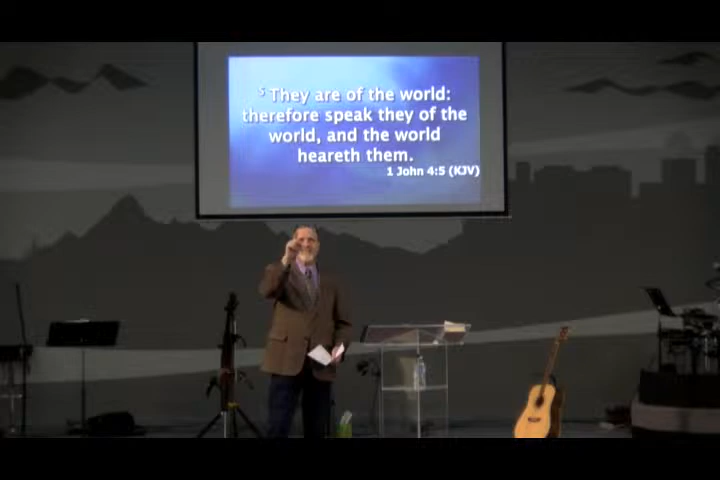 5 They are of the world:
therefore speak they of the
world, and the world
heareth them.
1 John 4:5 (KJV)